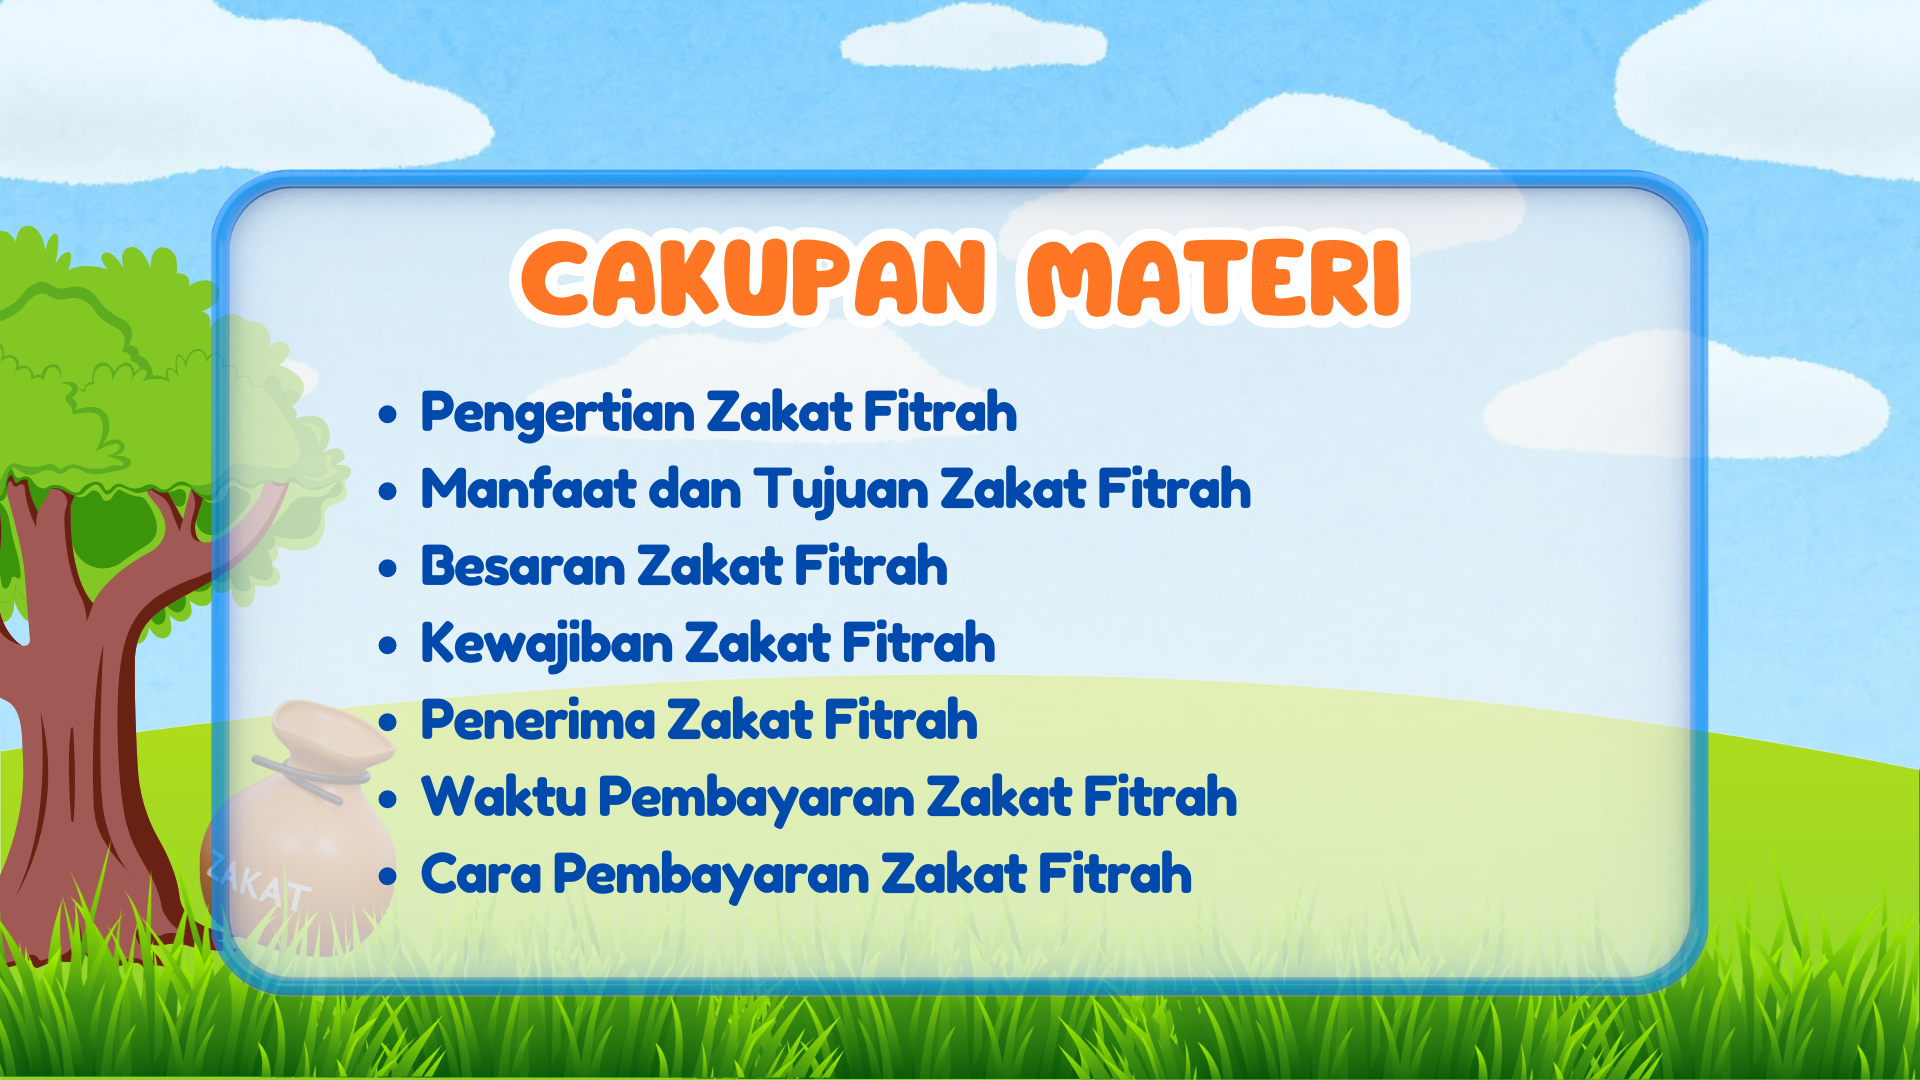 CAKUPAN MATERI
• Pengertian Zakat Fitrah
• Manfaat dan Tujuan Zakat Fitrah
• Besaran Zakat Fitrah
• Kewajiban Zakat Fitrah
• Penerima Zakat Fitrah
• Waktu Pembayaran Zakat Fitrah
• Cara Pembayaran Zakat Fitrah
ZAKAT